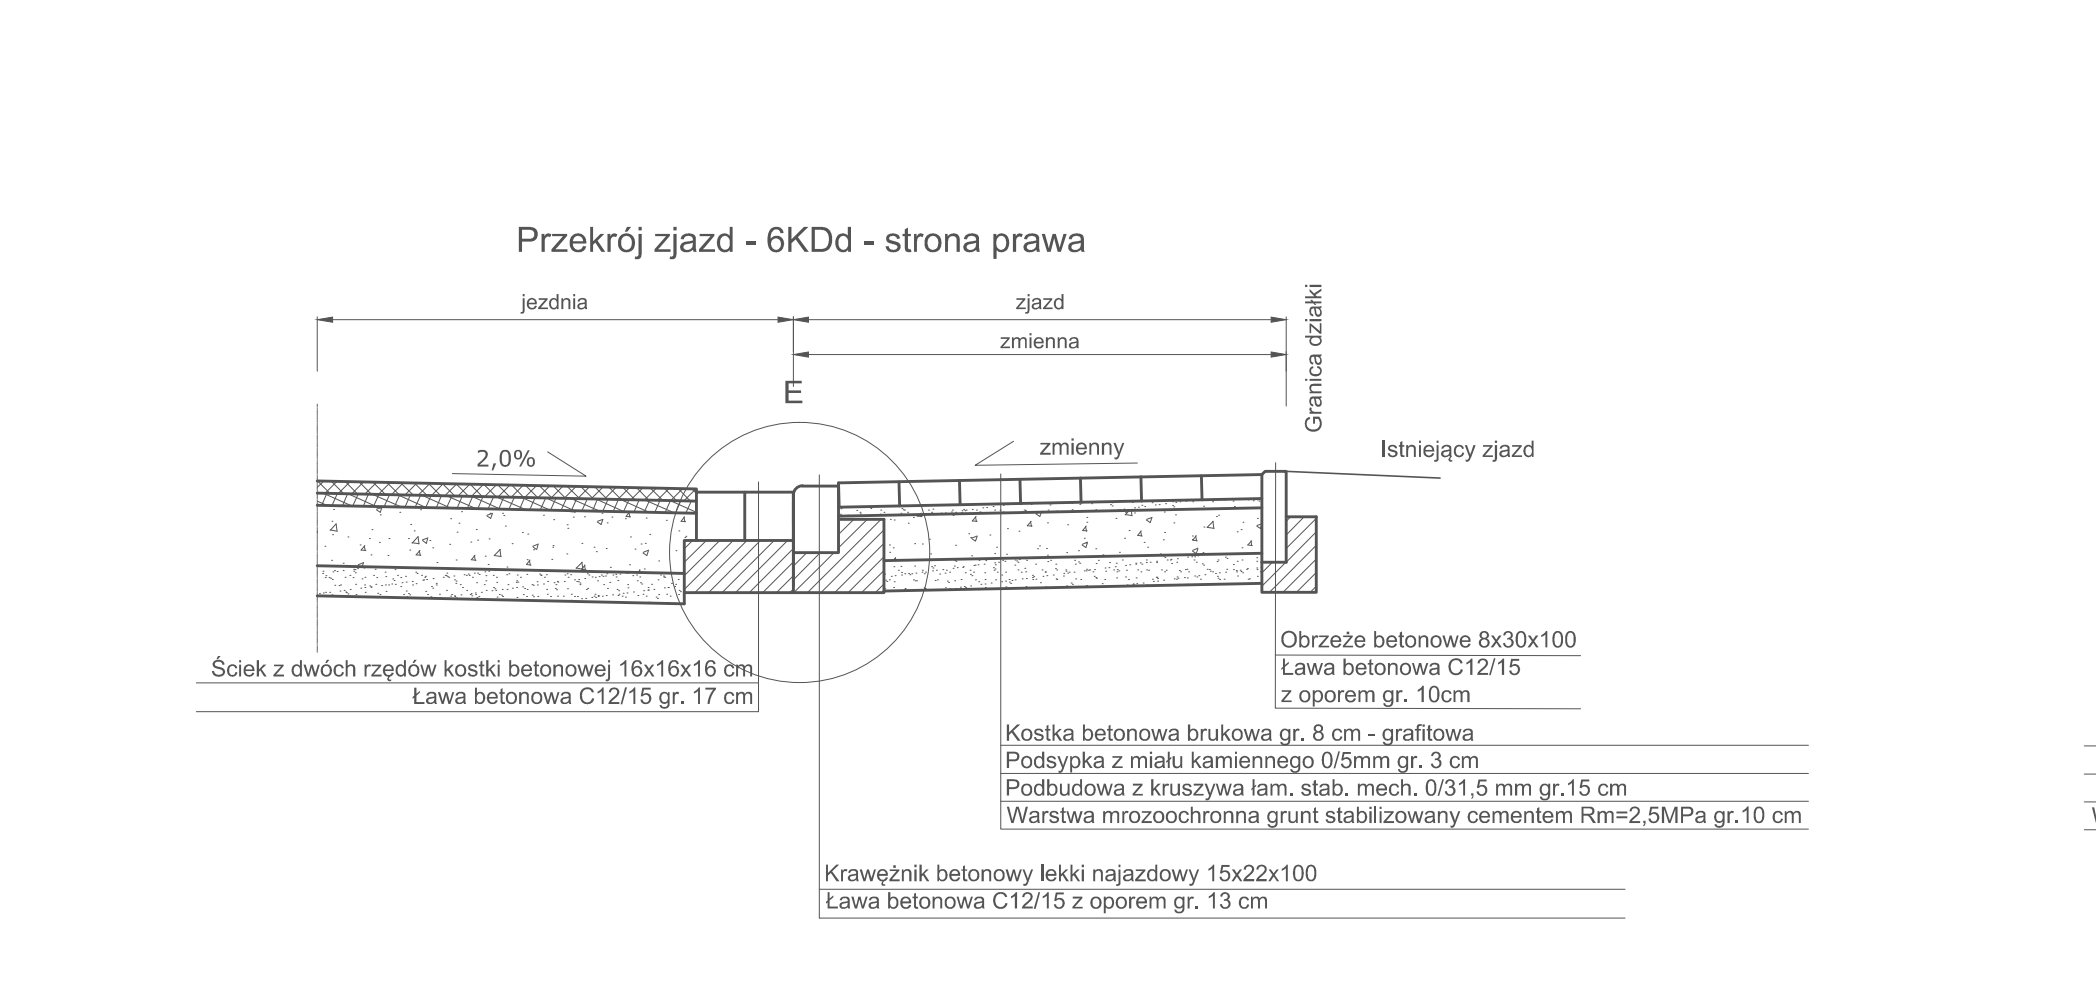 Przekrój zjazd - 6KDd - strona prawa
jezdnia
zjazd
zmienna
Granica działki
E
2,0%
zmienny
Istniejący zjazd
Obrzeże betonowe 8x30x100
Ława betonowa C12/15
z oporem gr. 10cm
Ściek z dwóch rzędów kostki betonowej 16x16x16 cm
Ława betonowa C12/15 gr. 17 cm
Kostka betonowa brukowa gr. 8 cm - grafitowa
Podsypka z miału kamiennego 0/5mm gr. 3 cm
Podbudowa z kruszywa łam. stab. mech. 0/31,5 mm gr.15 cm
Warstwa mrozoochronna grunt stabilizowany cementem Rm=2,5MPa gr.10 cm
Krawężnik betonowy lekki najazdowy 15x22x100
Ława betonowa C12/15 z oporem gr. 13 cm